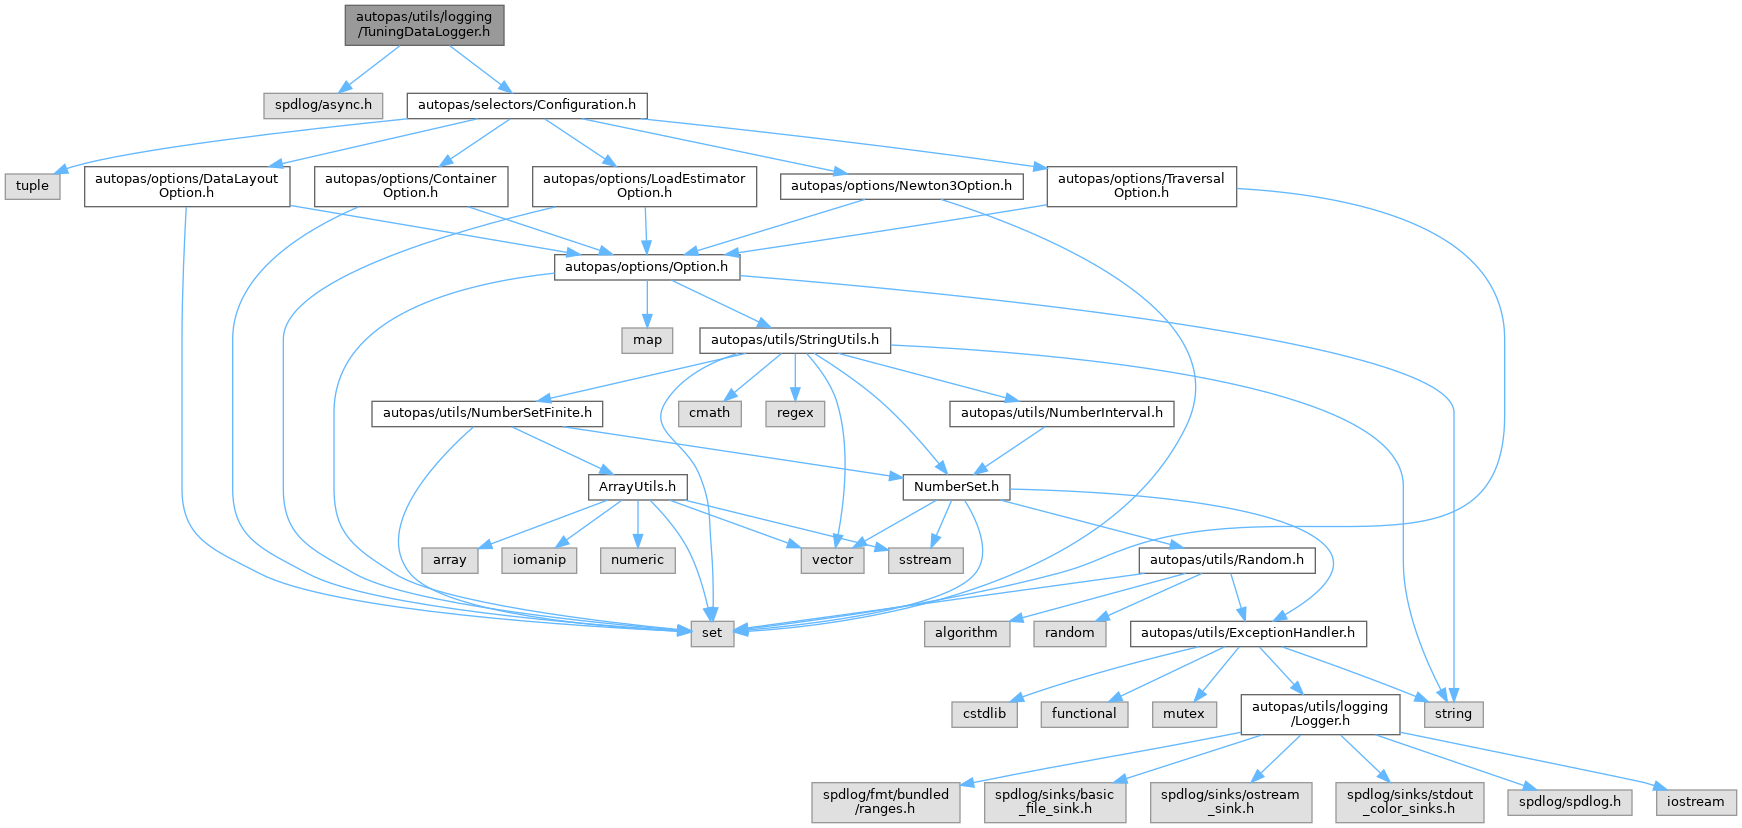 autopas/utils/logging
/TuningDataLogger.h
spdlog/async.h
autopas/selectors/Configuration.h
tuple
autopas/options/DataLayout
Option.h
autopas/options/Container
Option.h
autopas/options/LoadEstimator
Option.h
autopas/options/Newton3Option.h
autopas/options/Traversal
Option.h
autopas/options/Option.h
map
autopas/utils/StringUtils.h
autopas/utils/NumberSetFinite.h
cmath
regex
autopas/utils/NumberInterval.h
ArrayUtils.h
NumberSet.h
array
iomanip
numeric
vector
sstream
autopas/utils/Random.h
set
algorithm
random
autopas/utils/ExceptionHandler.h
cstdlib
functional
mutex
autopas/utils/logging
/Logger.h
string
spdlog/fmt/bundled
/ranges.h
spdlog/sinks/basic
_file_sink.h
spdlog/sinks/ostream
_sink.h
spdlog/sinks/stdout
_color_sinks.h
spdlog/spdlog.h
iostream